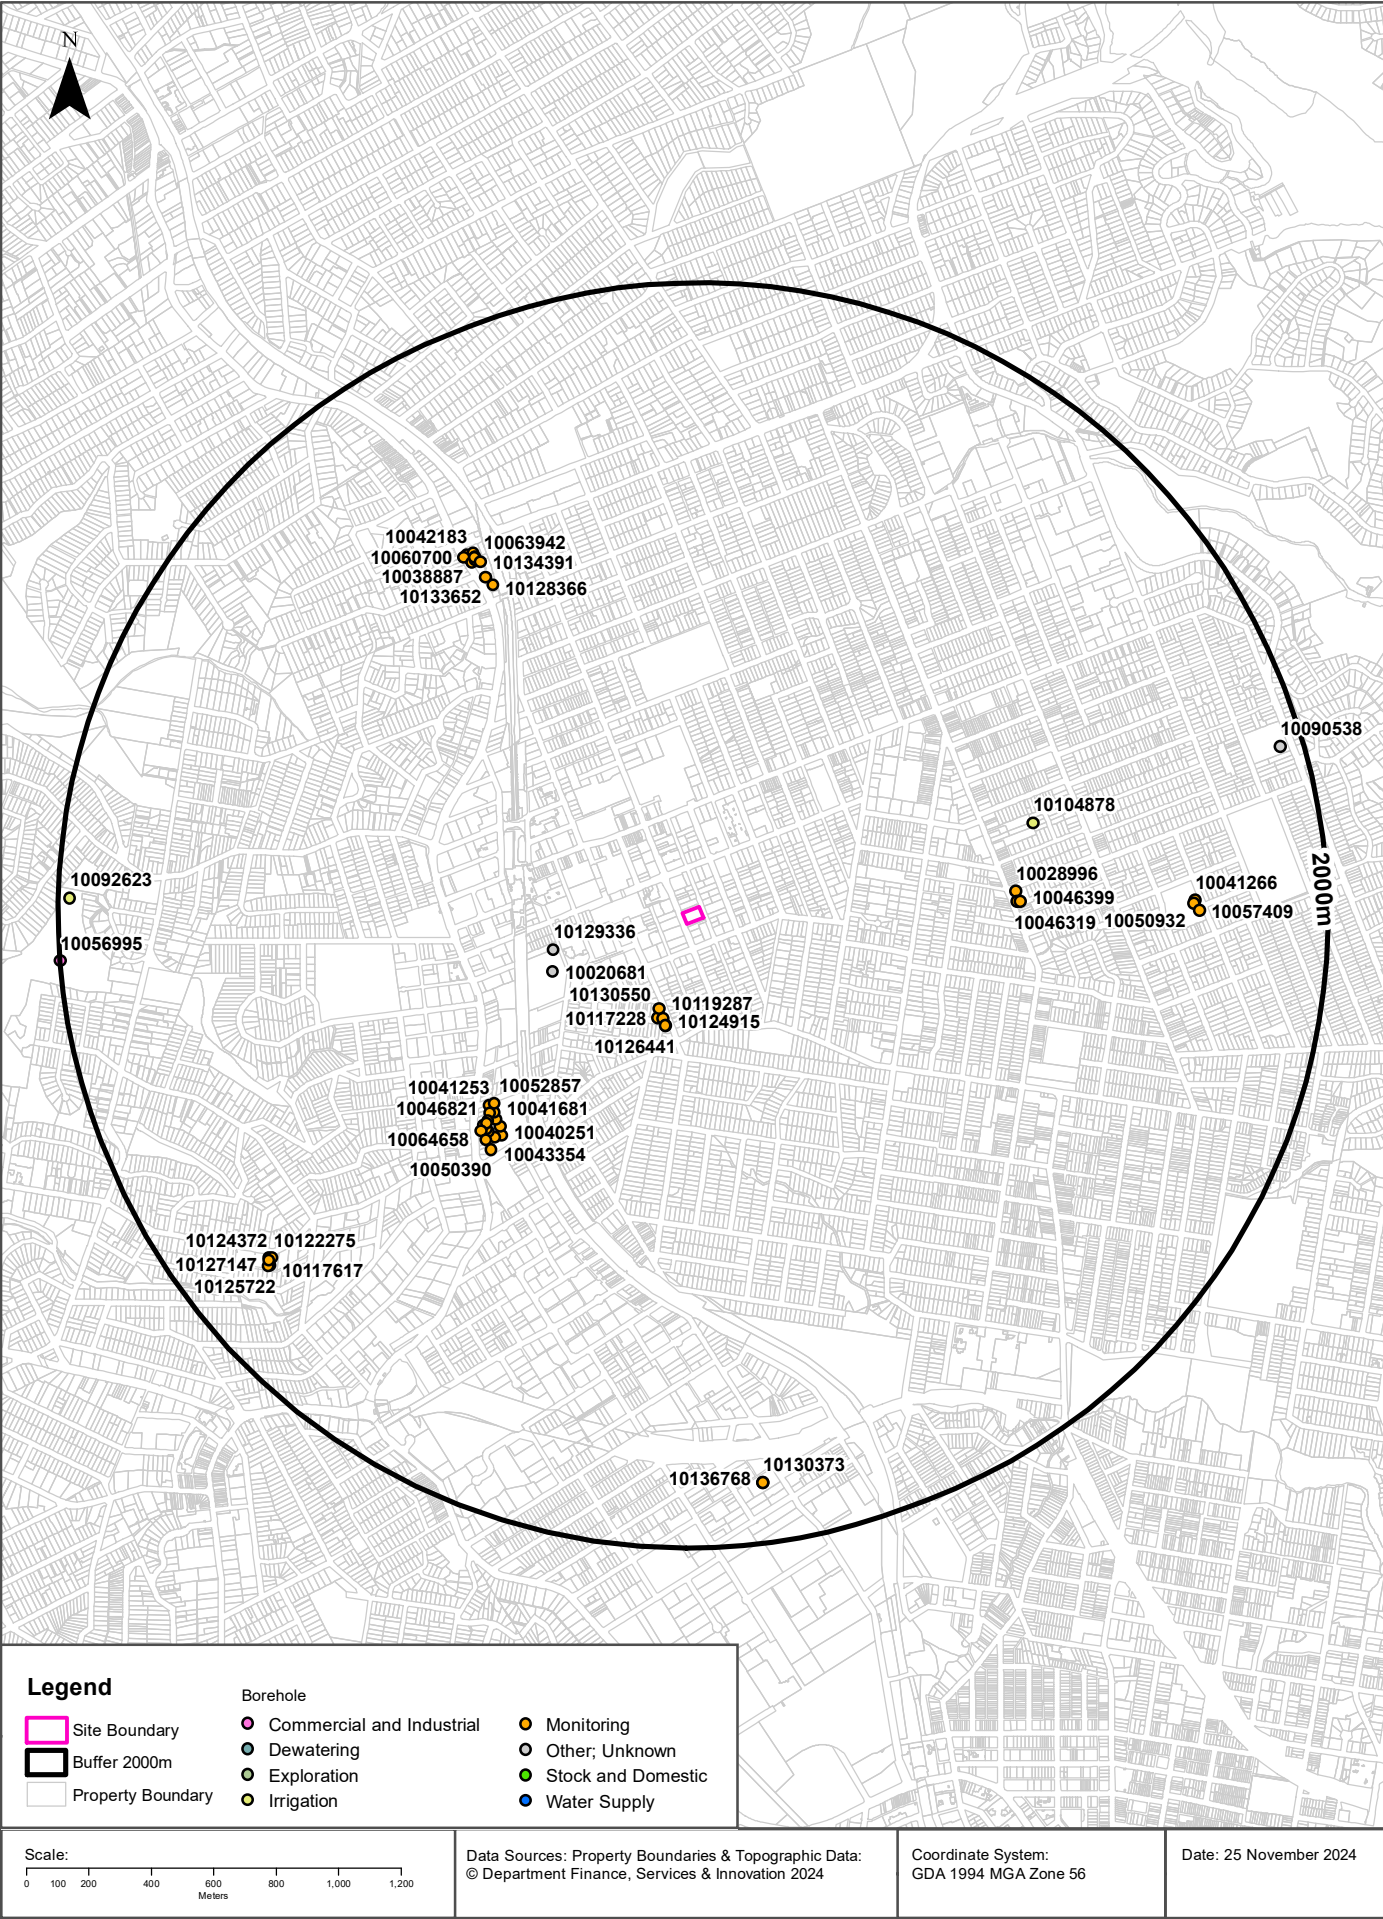 N
10042183
10063942
10060700
10134391
10038887
10128366
10133652
10090538
10104878
10092623
10028996
10041266
2000m
10046399
10057409
10046319
10050932
10129336
10056995
10020681
10130550
10119287
10117228
10124915
10126441
10041253
10052857
10046821
10041681
10064658
10040251
10043354
10050390
10124372
10122275
10127147
10117617
10125722
10130373
10136768
Legend
Site Boundary
Buffer 2000m
Property Boundary
Borehole
Commercial and Industrial
Dewatering
Exploration
Irrigation
Monitoring
Other; Unknown
Stock and Domestic
Water Supply
Scale:
0 100 200 400 600 800 1,000 1,200
Meters
Data Sources: Property Boundaries & Topographic Data:
© Department Finance, Services & Innovation 2024
Coordinate System:
GDA 1994 MGA Zone 56
Date: 25 November 2024